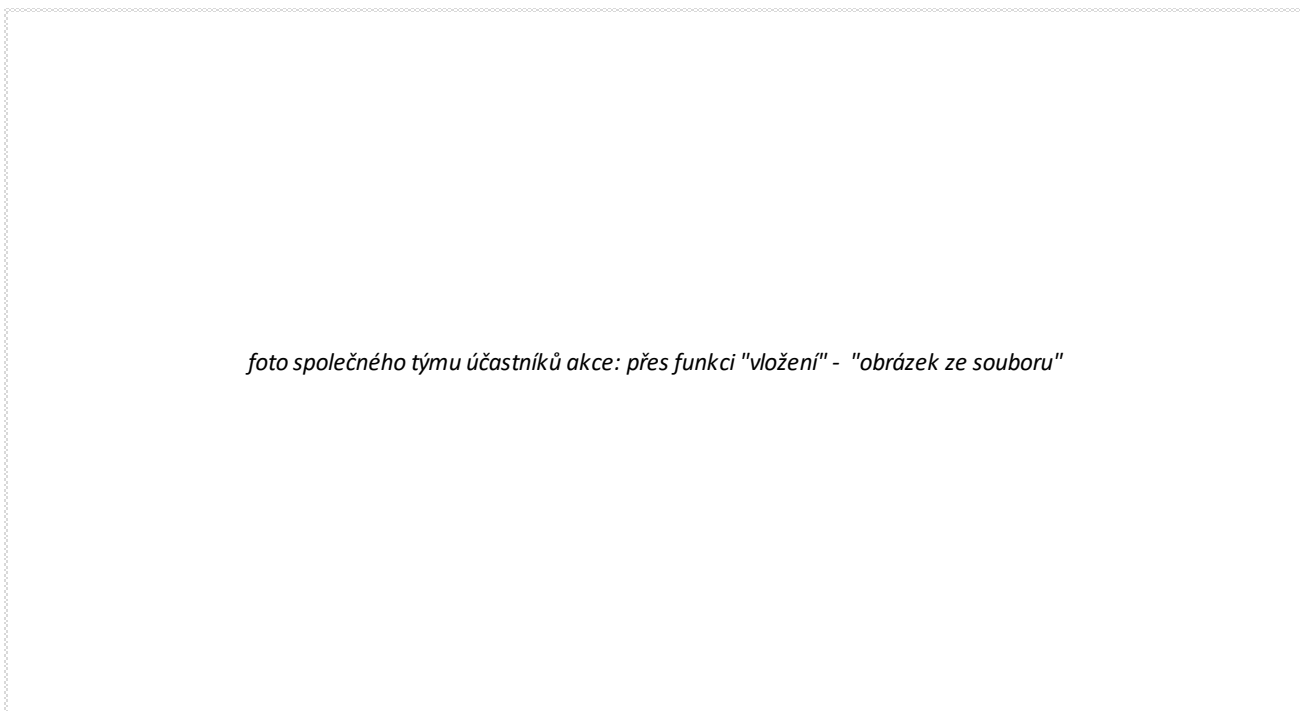 foto společného týmu účastníků akce: přes funkci "vložení" - "obrázek ze souboru"